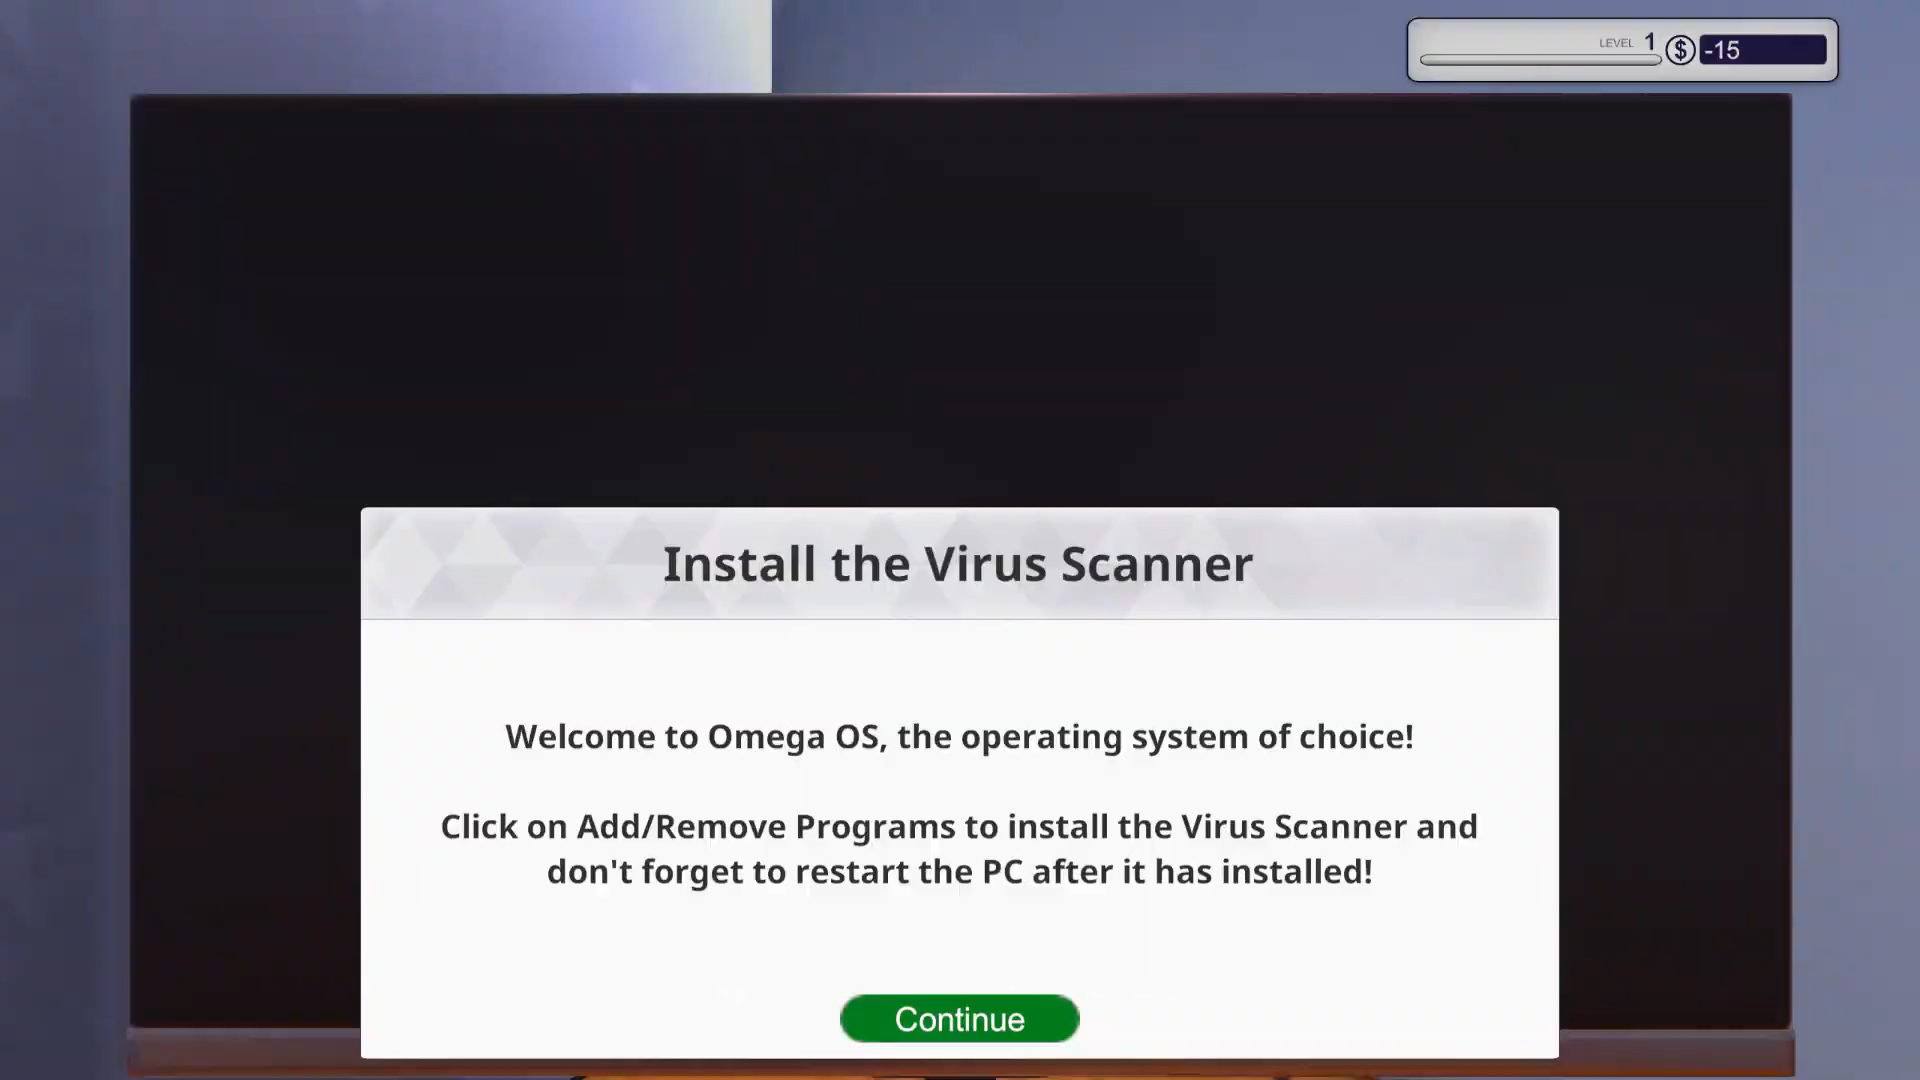 LEVEL 1 $ -15
Install the Virus Scanner
Welcome to Omega OS, the operating system of choice!
Click on Add/Remove Programs to install the Virus Scanner and
don't forget to restart the PC after it has installed!
Continue